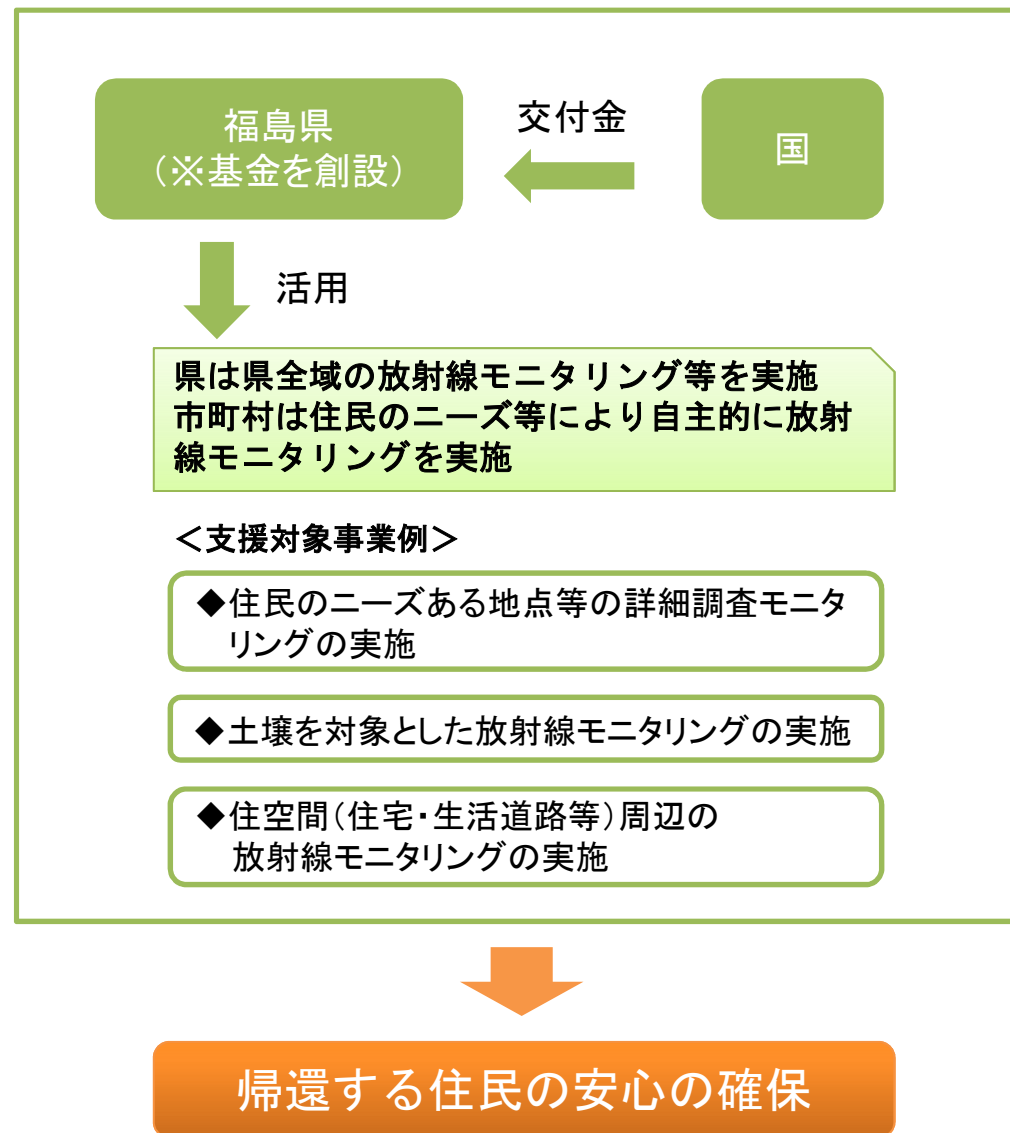 福島県
(※基金を創設)
交付金
国
活用
県は県全域の放射線モニタリング等を実施
市町村は住民のニーズ等により自主的に放射
線モニタリングを実施
＜支援対象事業例＞
◆住民のニーズある地点等の詳細調査モニタ
リングの実施
◆土壌を対象とした放射線モニタリングの実施
◆住空間(住宅・生活道路等)周辺の
放射線モニタリングの実施
帰還する住民の安心の確保